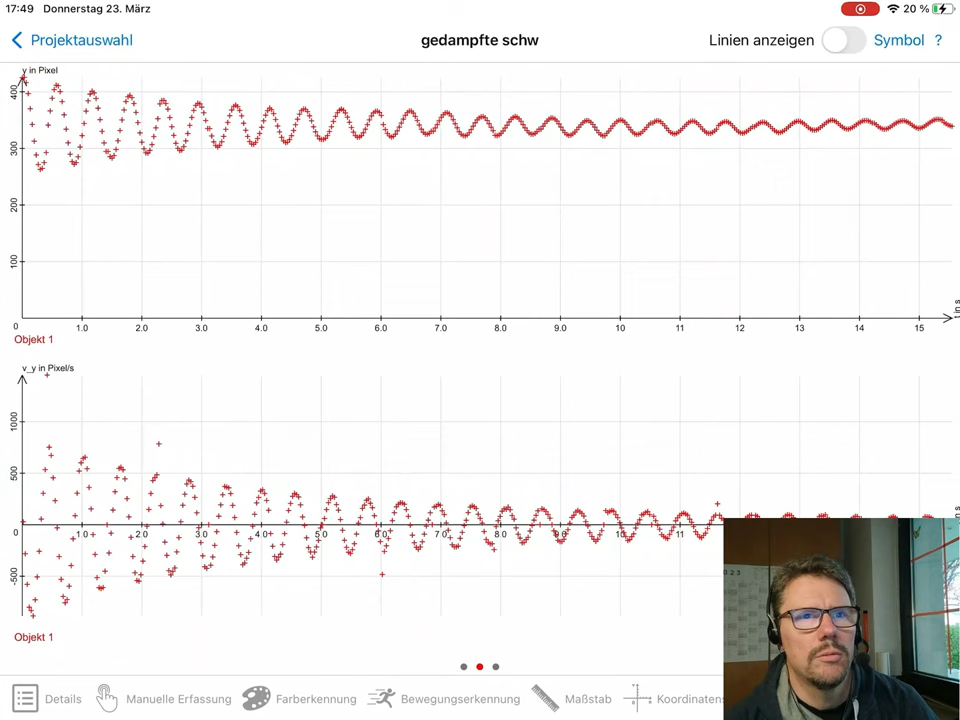 17:49 Donnerstag 23. März
20 %
Projektauswahl
gedampfte schw
Linien anzeigen
Symbol ?
y in Pixel
400
300
200
100
0
1.0 2.0 3.0 4.0 5.0 6.0 7.0 8.0 9.0 10 11 12 13 14 15
t in s
Objekt 1
v_y in Pixel/s
1000
500
0
-500
1.0 2.0 3.0 4.0 5.0 6.0 7.0 8.0 9.0 10 11
Objekt 1
Details Manuelle Erfassung Farberkennung Bewegungserkennung Maßstab Koordinaten